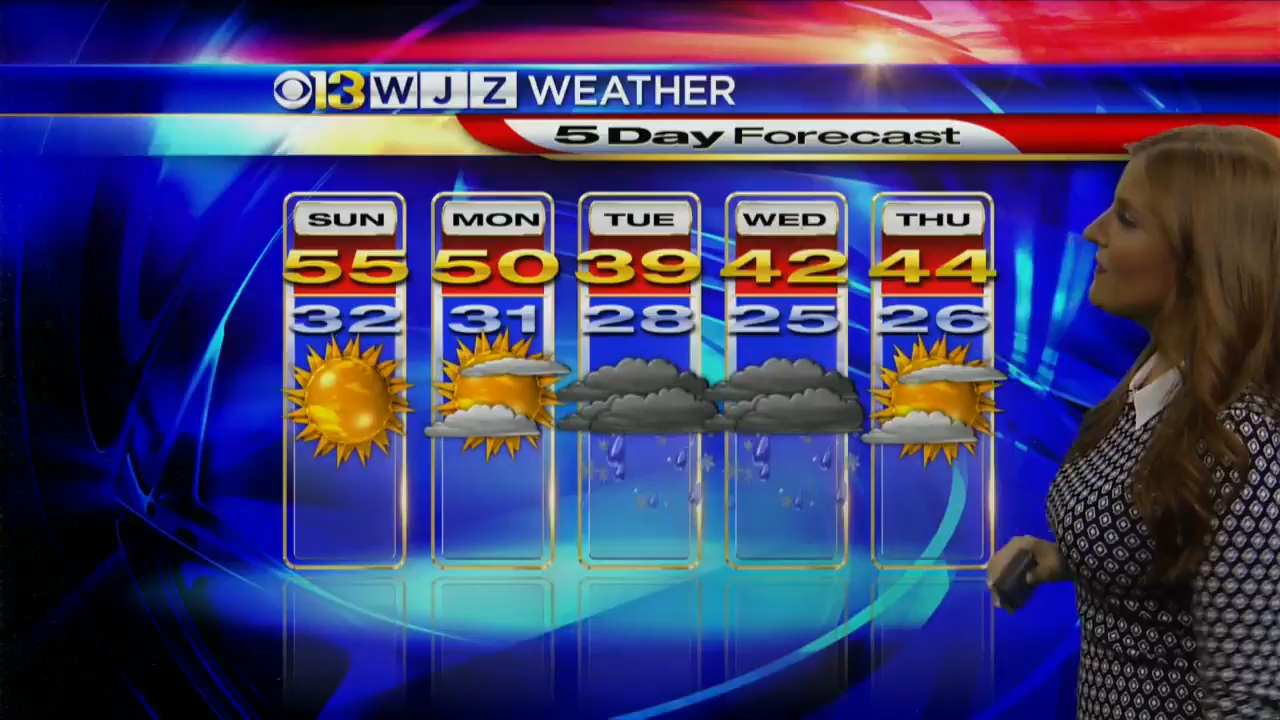 13 WJZ WEATHER
5 Day Forecast
SUN MON TUE WED THU
55 50 39 42 44
32 31 28 25 26